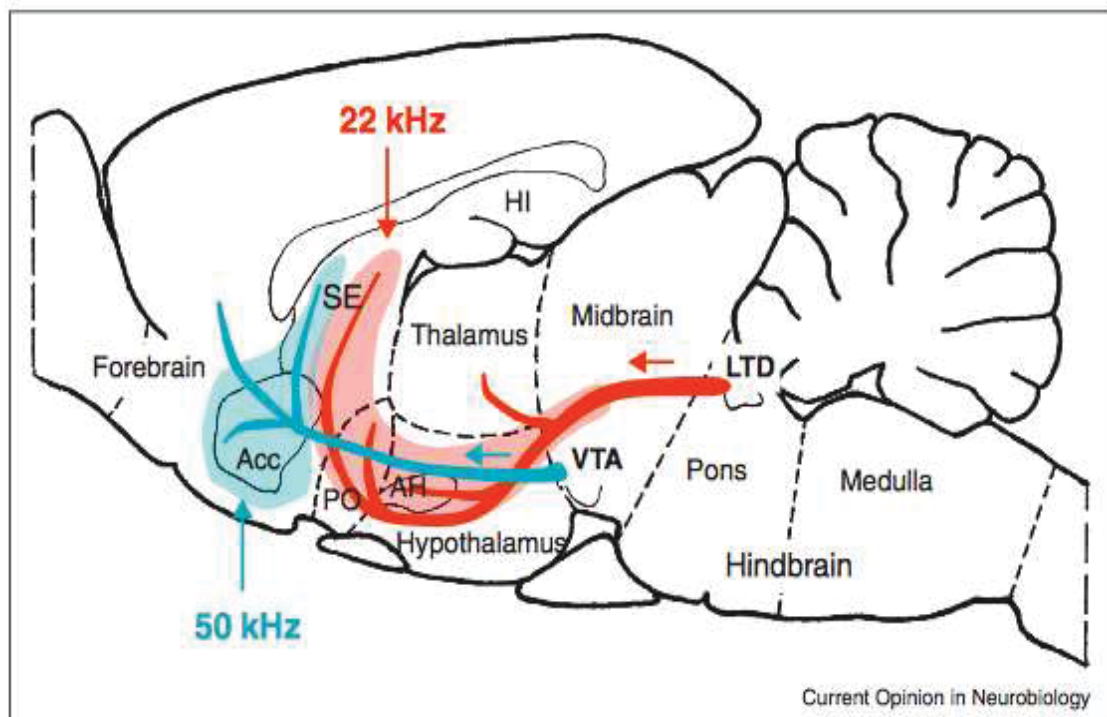 22 kHz
HI
SE
Thalamus
Midbrain
Forebrain
LTD
Acc
VTA
PO
AH
Pons
Medulla
Hypothalamus
Hindbrain
50 kHz
Current Opinion in Neurobiology